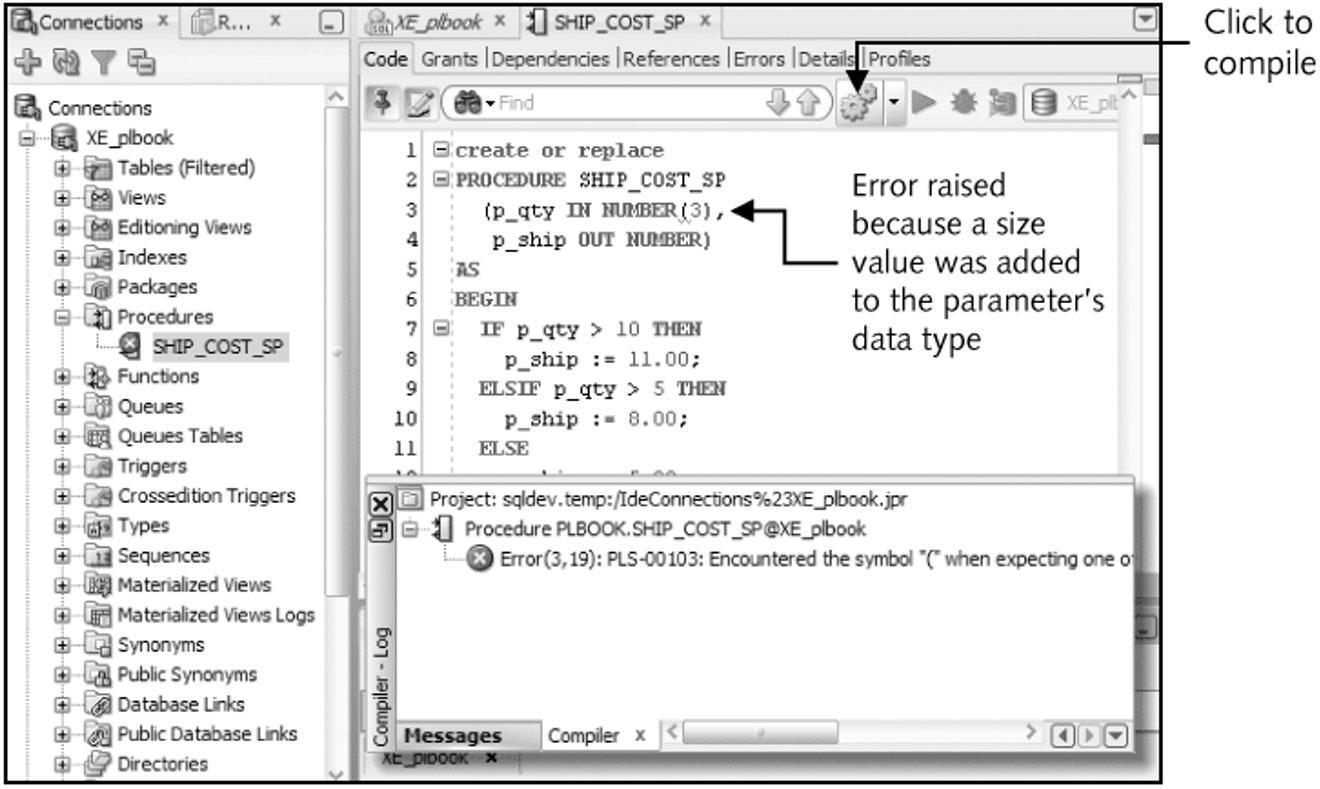 Connections
R...
XE_plbook
SHIP_COST_SP
Click to
compile
Code Grants Dependencies References Errors Details Profiles
Find
XE_plb
Connections
XE_plbook
Tables (Filtered)
Views
Editioning Views
Indexes
Packages
Procedures
SHIP_COST_SP
Functions
Queues
Queues Tables
Triggers
Crossedition Triggers
Types
Sequences
Materialized Views
Materialized Views Logs
Synonyms
Public Synonyms
Database Links
Public Database Links
Directories
1 create or replace
2 PROCEDURE SHIP_COST_SP
3 (p_qty IN NUMBER(3),
4 p_ship OUT NUMBER)
5 AS
6 BEGIN
7 IF p_qty > 10 THEN
8 p_ship := 11.00;
9 ELSIF p_qty > 5 THEN
10 p_ship := 8.00;
11 ELSE
Error raised
because a size
value was added
to the parameter's
data type
Project: sqldev.temp:/IdeConnections%23XE_plbook.jpr
Procedure PLBOOK.SHIP_COST_SP@XE_plbook
Error(3,19): PLS-00103: Encountered the symbol "(" when expecting one o
Compiler - Log
Messages
Compiler
XE_plbook